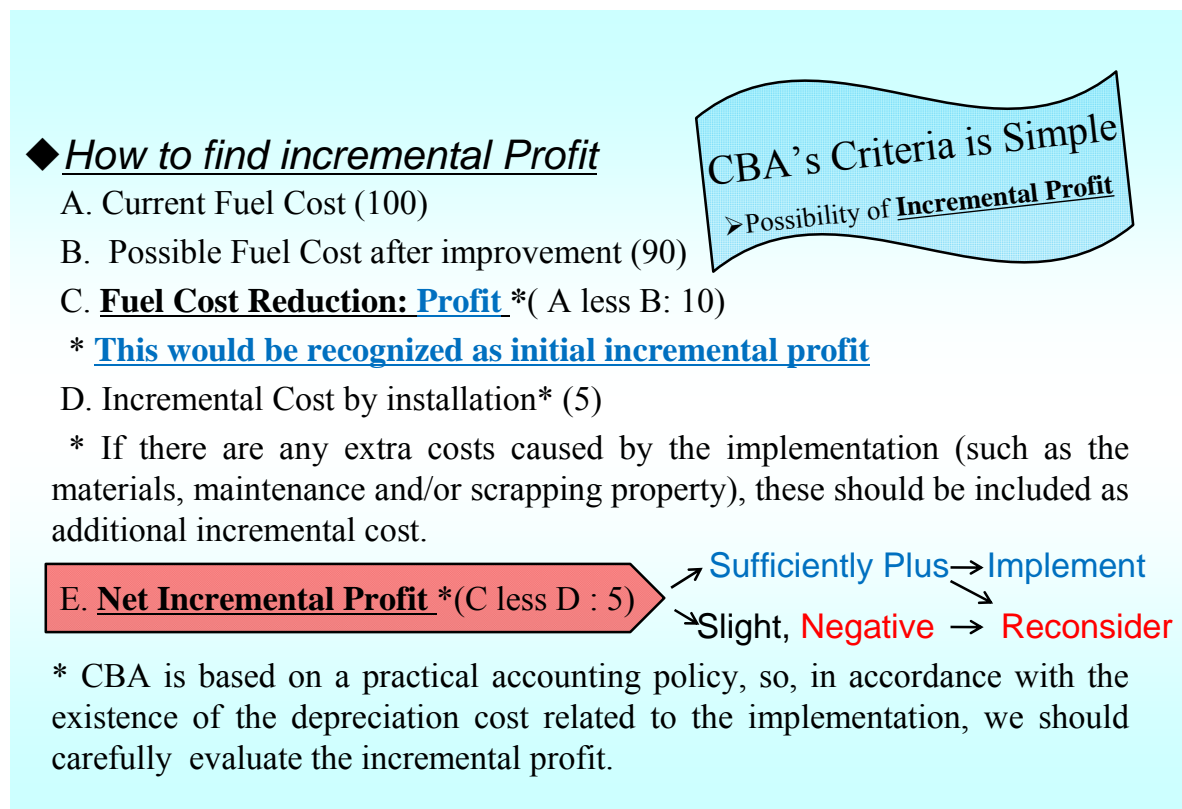 CBA's Criteria is Simple
➢Possibility of Incremental Profit
◆How to find incremental Profit
A. Current Fuel Cost (100)
B. Possible Fuel Cost after improvement (90)
C. Fuel Cost Reduction: Profit *( A less B: 10)
* This would be recognized as initial incremental profit
D. Incremental Cost by installation* (5)
* If there are any extra costs caused by the implementation (such as the
materials, maintenance and/or scrapping property), these should be included as
additional incremental cost.
E. Net Incremental Profit *(C less D : 5)
Sufficiently Plus→Implement
Slight, Negative → Reconsider
* CBA is based on a practical accounting policy, so, in accordance with the
existence of the depreciation cost related to the implementation, we should
carefully evaluate the incremental profit.